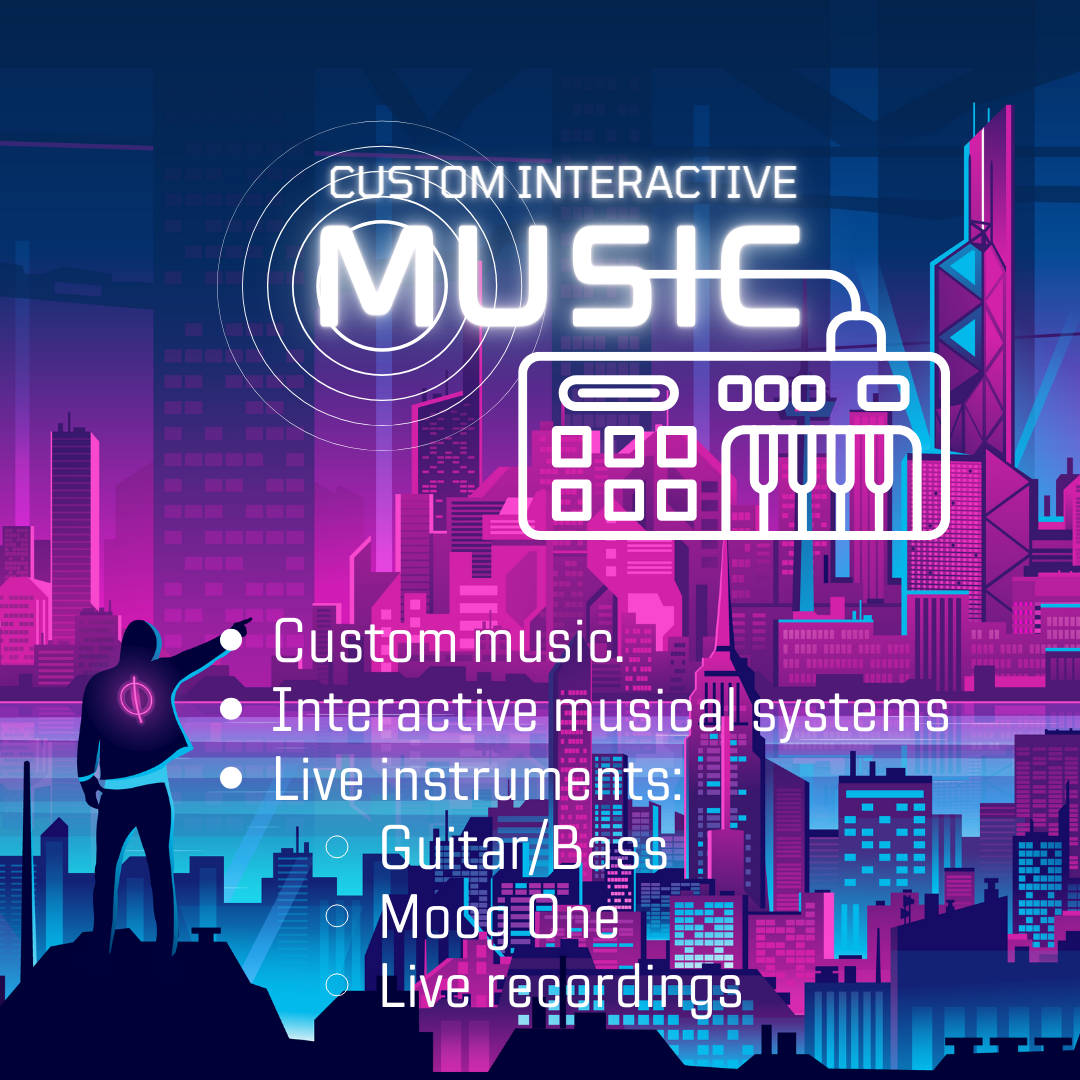 CUSTOM INTERACTIVE
MUSIC
Custom music.
Interactive musical systems
Live instruments:
Guitar/Bass
Moog One
Live recordings